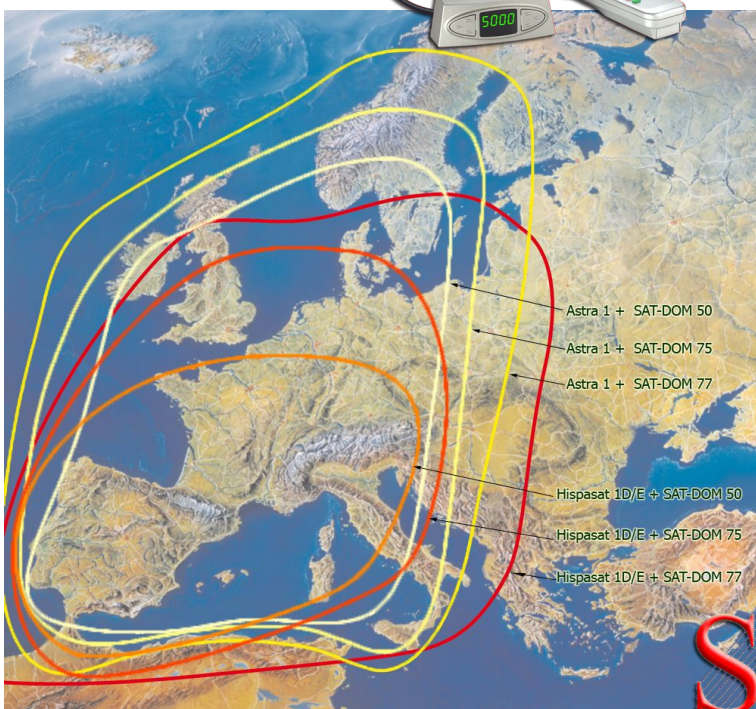 5000
Astra 1 + SAT-DOM 50
Astra 1 + SAT-DOM 75
Astra 1 + SAT-DOM 77
Hispasat 1D/E + SAT-DOM 50
Hispasat 1D/E + SAT-DOM 75
Hispasat 1D/E + SAT-DOM 77
S